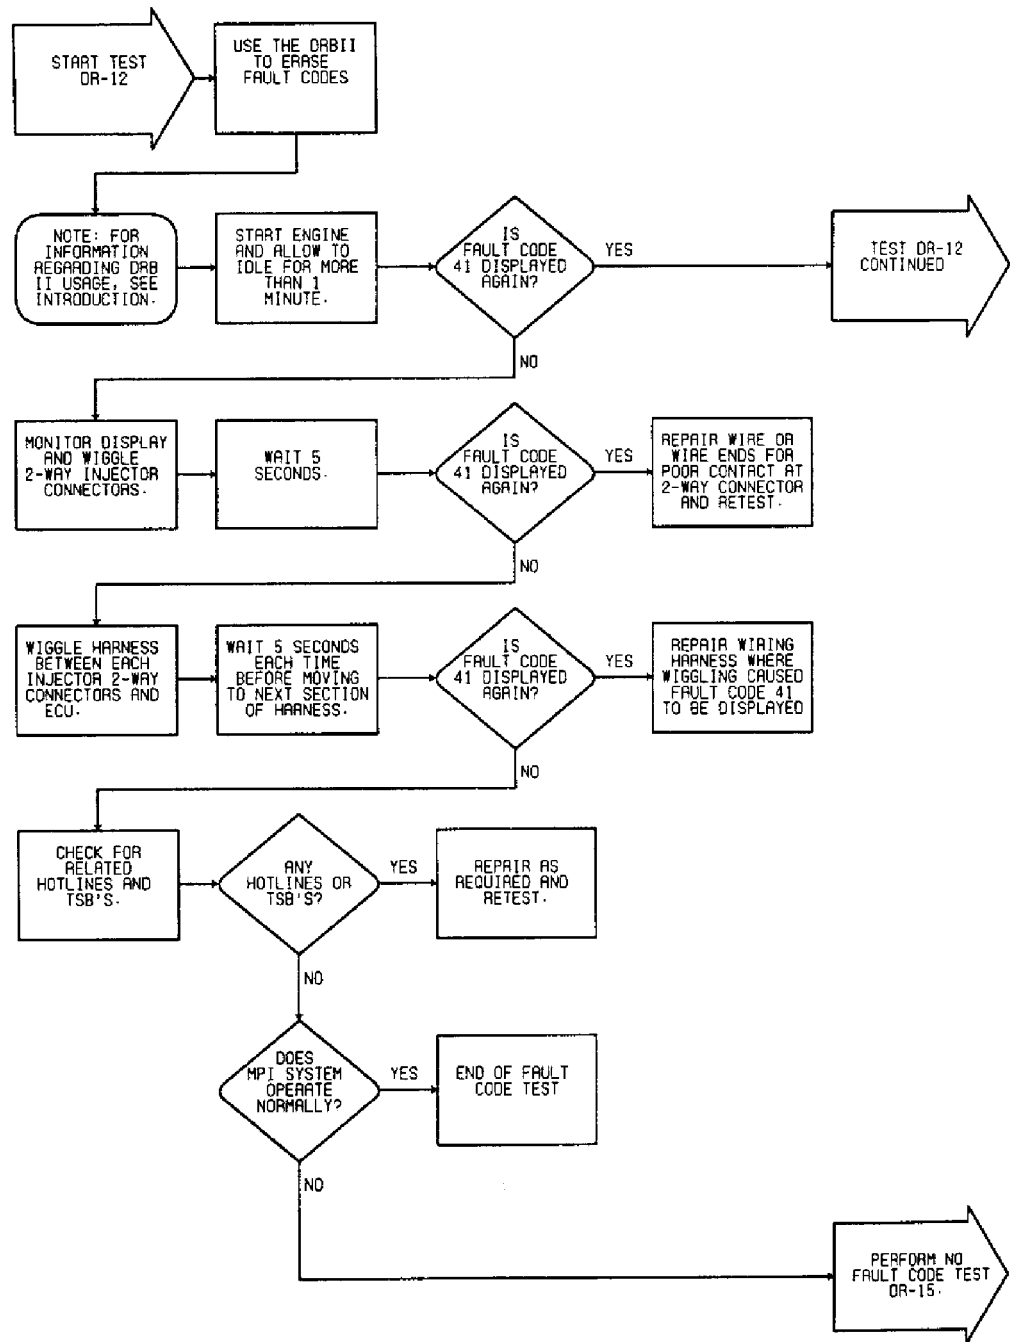 START TEST
DR-12
USE THE DRBII
TO ERASE
FAULT CODES
NOTE: FOR
INFORMATION
REGARDING DRB
II USAGE, SEE
INTRODUCTION.
START ENGINE
AND ALLOW TO
IDLE FOR MORE
THAN 1
MINUTE.
IS
FAULT CODE
41 DISPLAYED
AGAIN?
YES
TEST DR-12
CONTINUED
NO
MONITOR DISPLAY
AND WIGGLE
2-WAY INJECTOR
CONNECTORS.
WAIT 5
SECONDS.
IS
FAULT CODE
41 DISPLAYED
AGAIN?
YES
REPAIR WIRE OR
WIRE ENDS FOR
POOR CONTACT AT
2-WAY CONNECTOR
AND RETEST.
NO
WIGGLE HARNESS
BETWEEN EACH
INJECTOR 2-WAY
CONNECTORS AND
ECU.
WAIT 5 SECONDS
EACH TIME
BEFORE MOVING
TO NEXT SECTION
OF HARNESS.
IS
FAULT CODE
41 DISPLAYED
AGAIN?
YES
REPAIR WIRING
HARNESS WHERE
WIGGLING CAUSED
FAULT CODE 41
TO BE DISPLAYED
NO
CHECK FOR
RELATED
HOTLINES AND
TSB'S.
ANY
HOTLINES OR
TSB'S?
YES
REPAIR AS
REQUIRED AND
RETEST.
NO
DOES
MPI SYSTEM
OPERATE
NORMALLY?
YES
END OF FAULT
CODE TEST
NO
PERFORM NO
FAULT CODE TEST
DR-15.